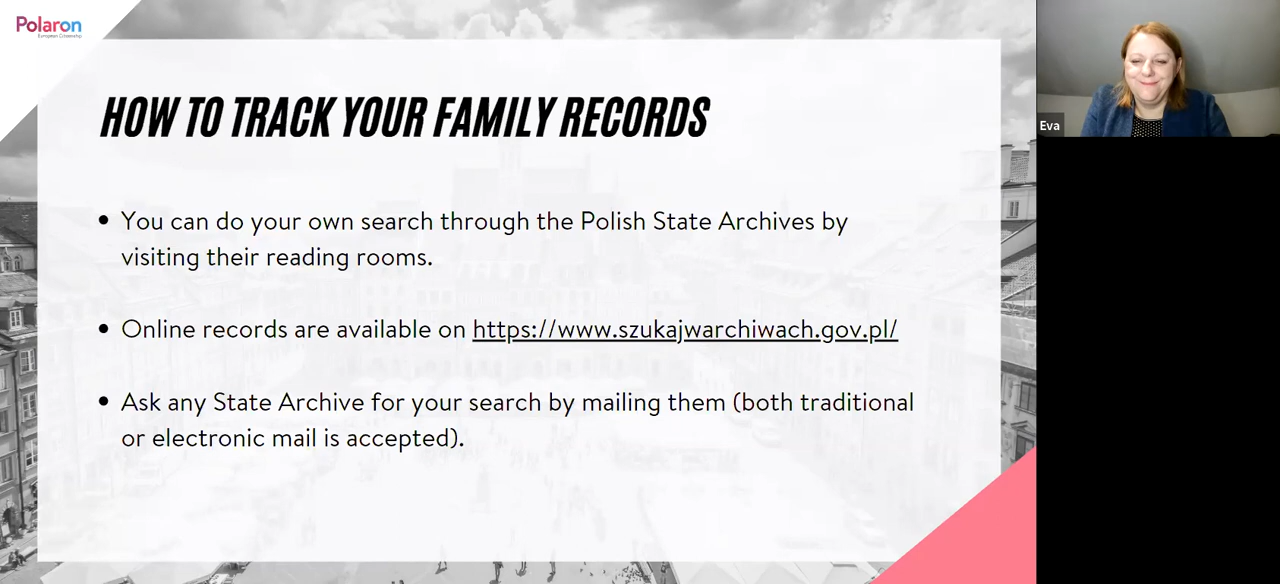 Polaron
European Citizenship
HOW TO TRACK YOUR FAMILY RECORDS
• You can do your own search through the Polish State Archives by
visiting their reading rooms.
• Online records are available on https://www.szukajwarchiwach.gov.pl/
• Ask any State Archive for your search by mailing them (both traditional
or electronic mail is accepted).
Eva